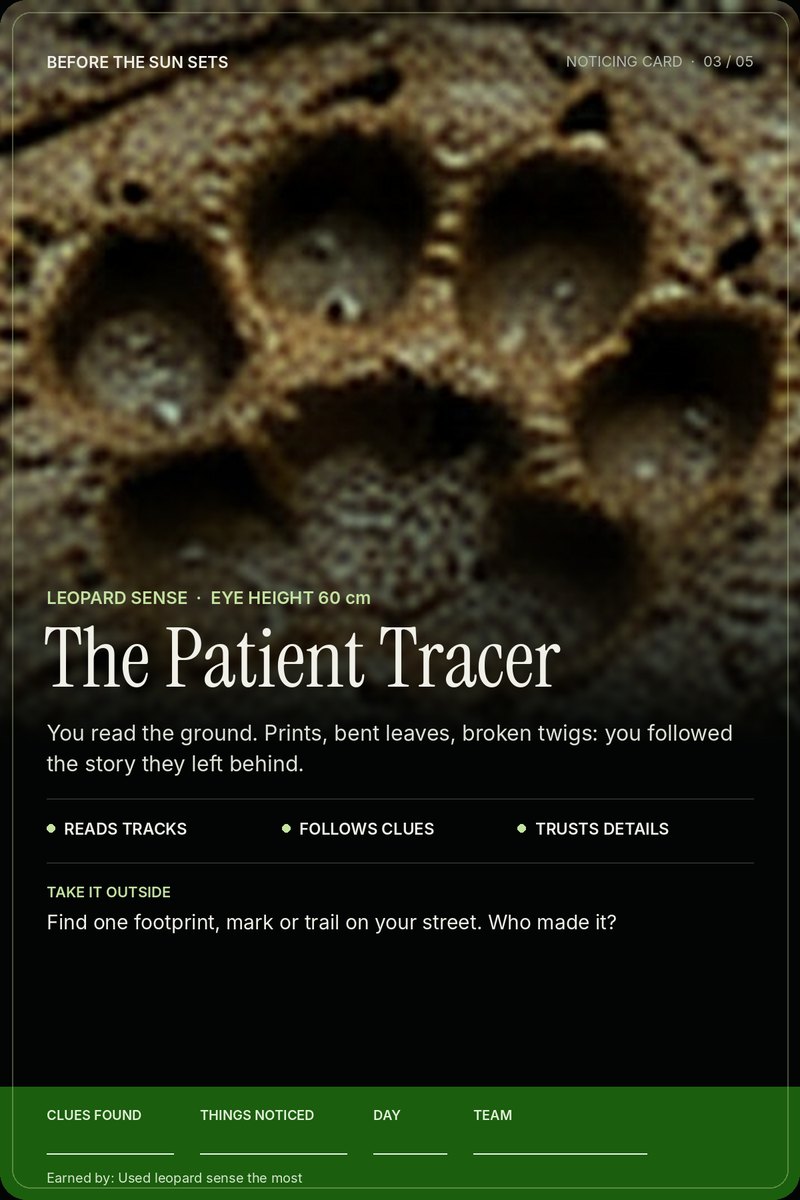 BEFORE THE SUN SETS
NOTICING CARD · 03 / 05
LEOPARD SENSE · EYE HEIGHT 60 cm
The Patient Tracer
You read the ground. Prints, bent leaves, broken twigs: you followed
the story they left behind.
READS TRACKS
FOLLOWS CLUES
TRUSTS DETAILS
TAKE IT OUTSIDE
Find one footprint, mark or trail on your street. Who made it?
CLUES FOUND
THINGS NOTICED
DAY
TEAM
Earned by: Used leopard sense the most